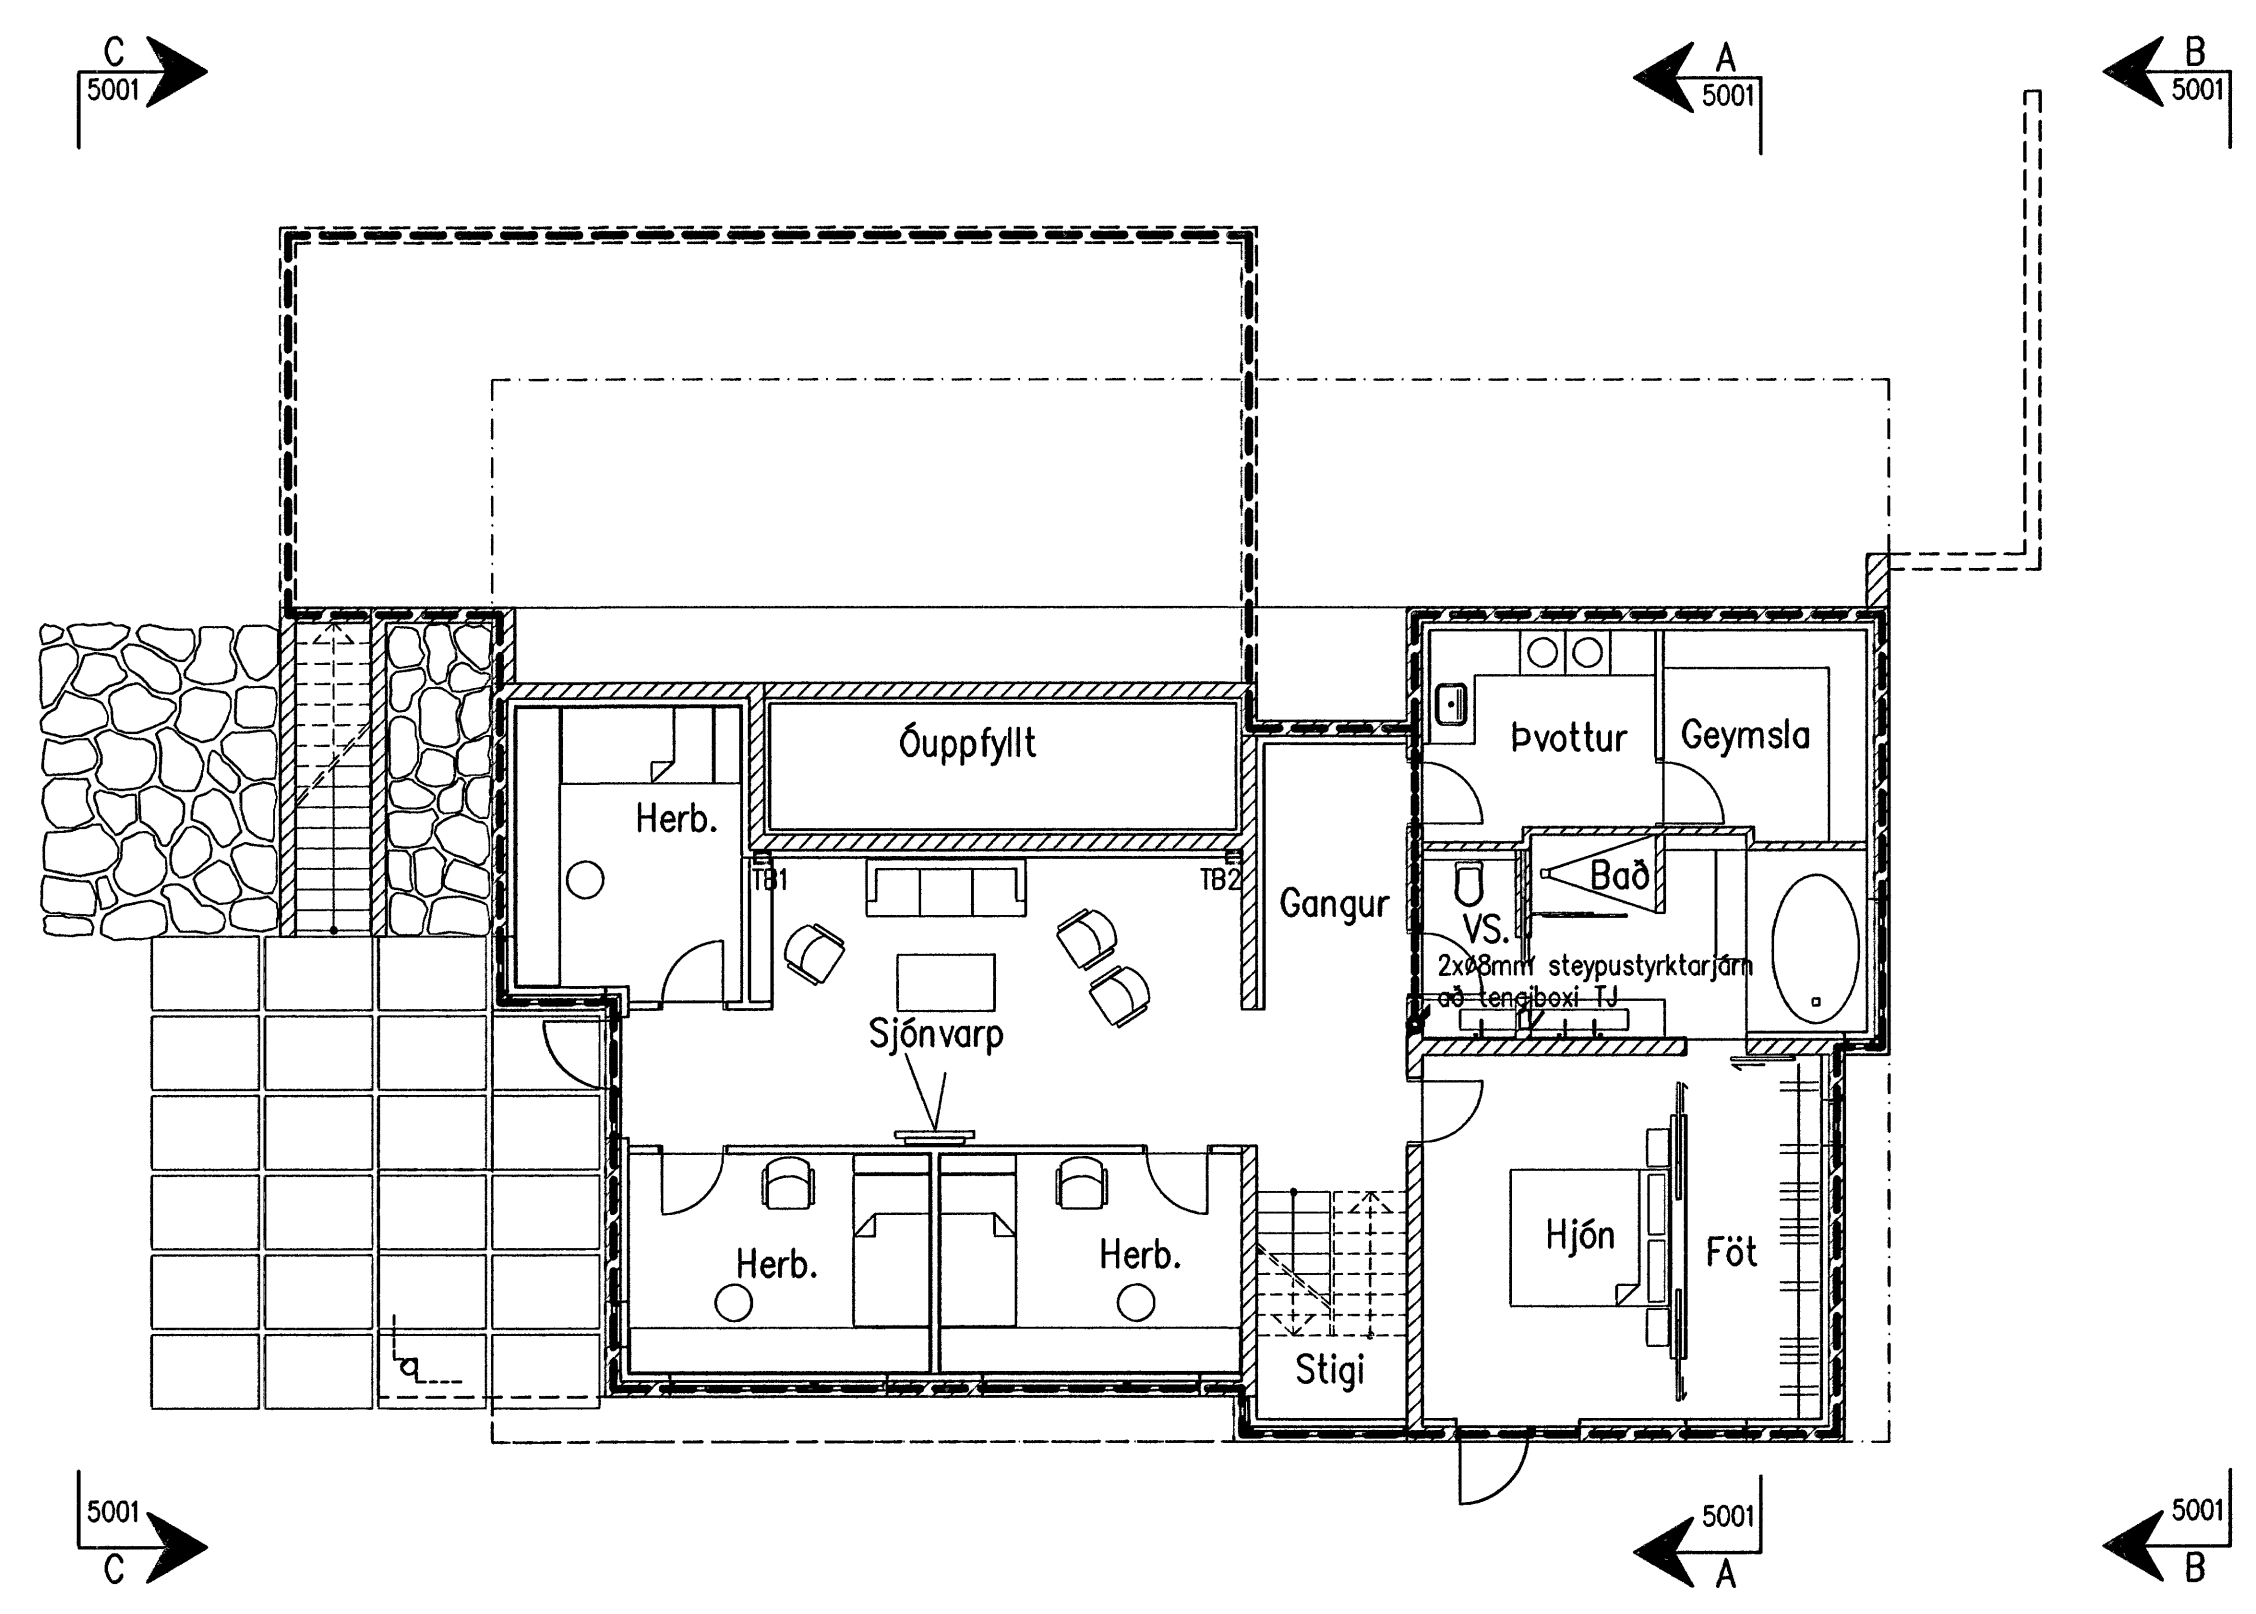 C
5001
A
5001
B
5001
Óuppfyllt
Þvottur
Geymsla
Herb.
TB1
TB2
Bað
Gangur
VS.
2xø8mm steypustyrktarjárn
að tengiboxi TJ
Sjónvarp
Hjón
Föt
Herb.
Herb.
Stigi
5001
C
5001
A
5001
B